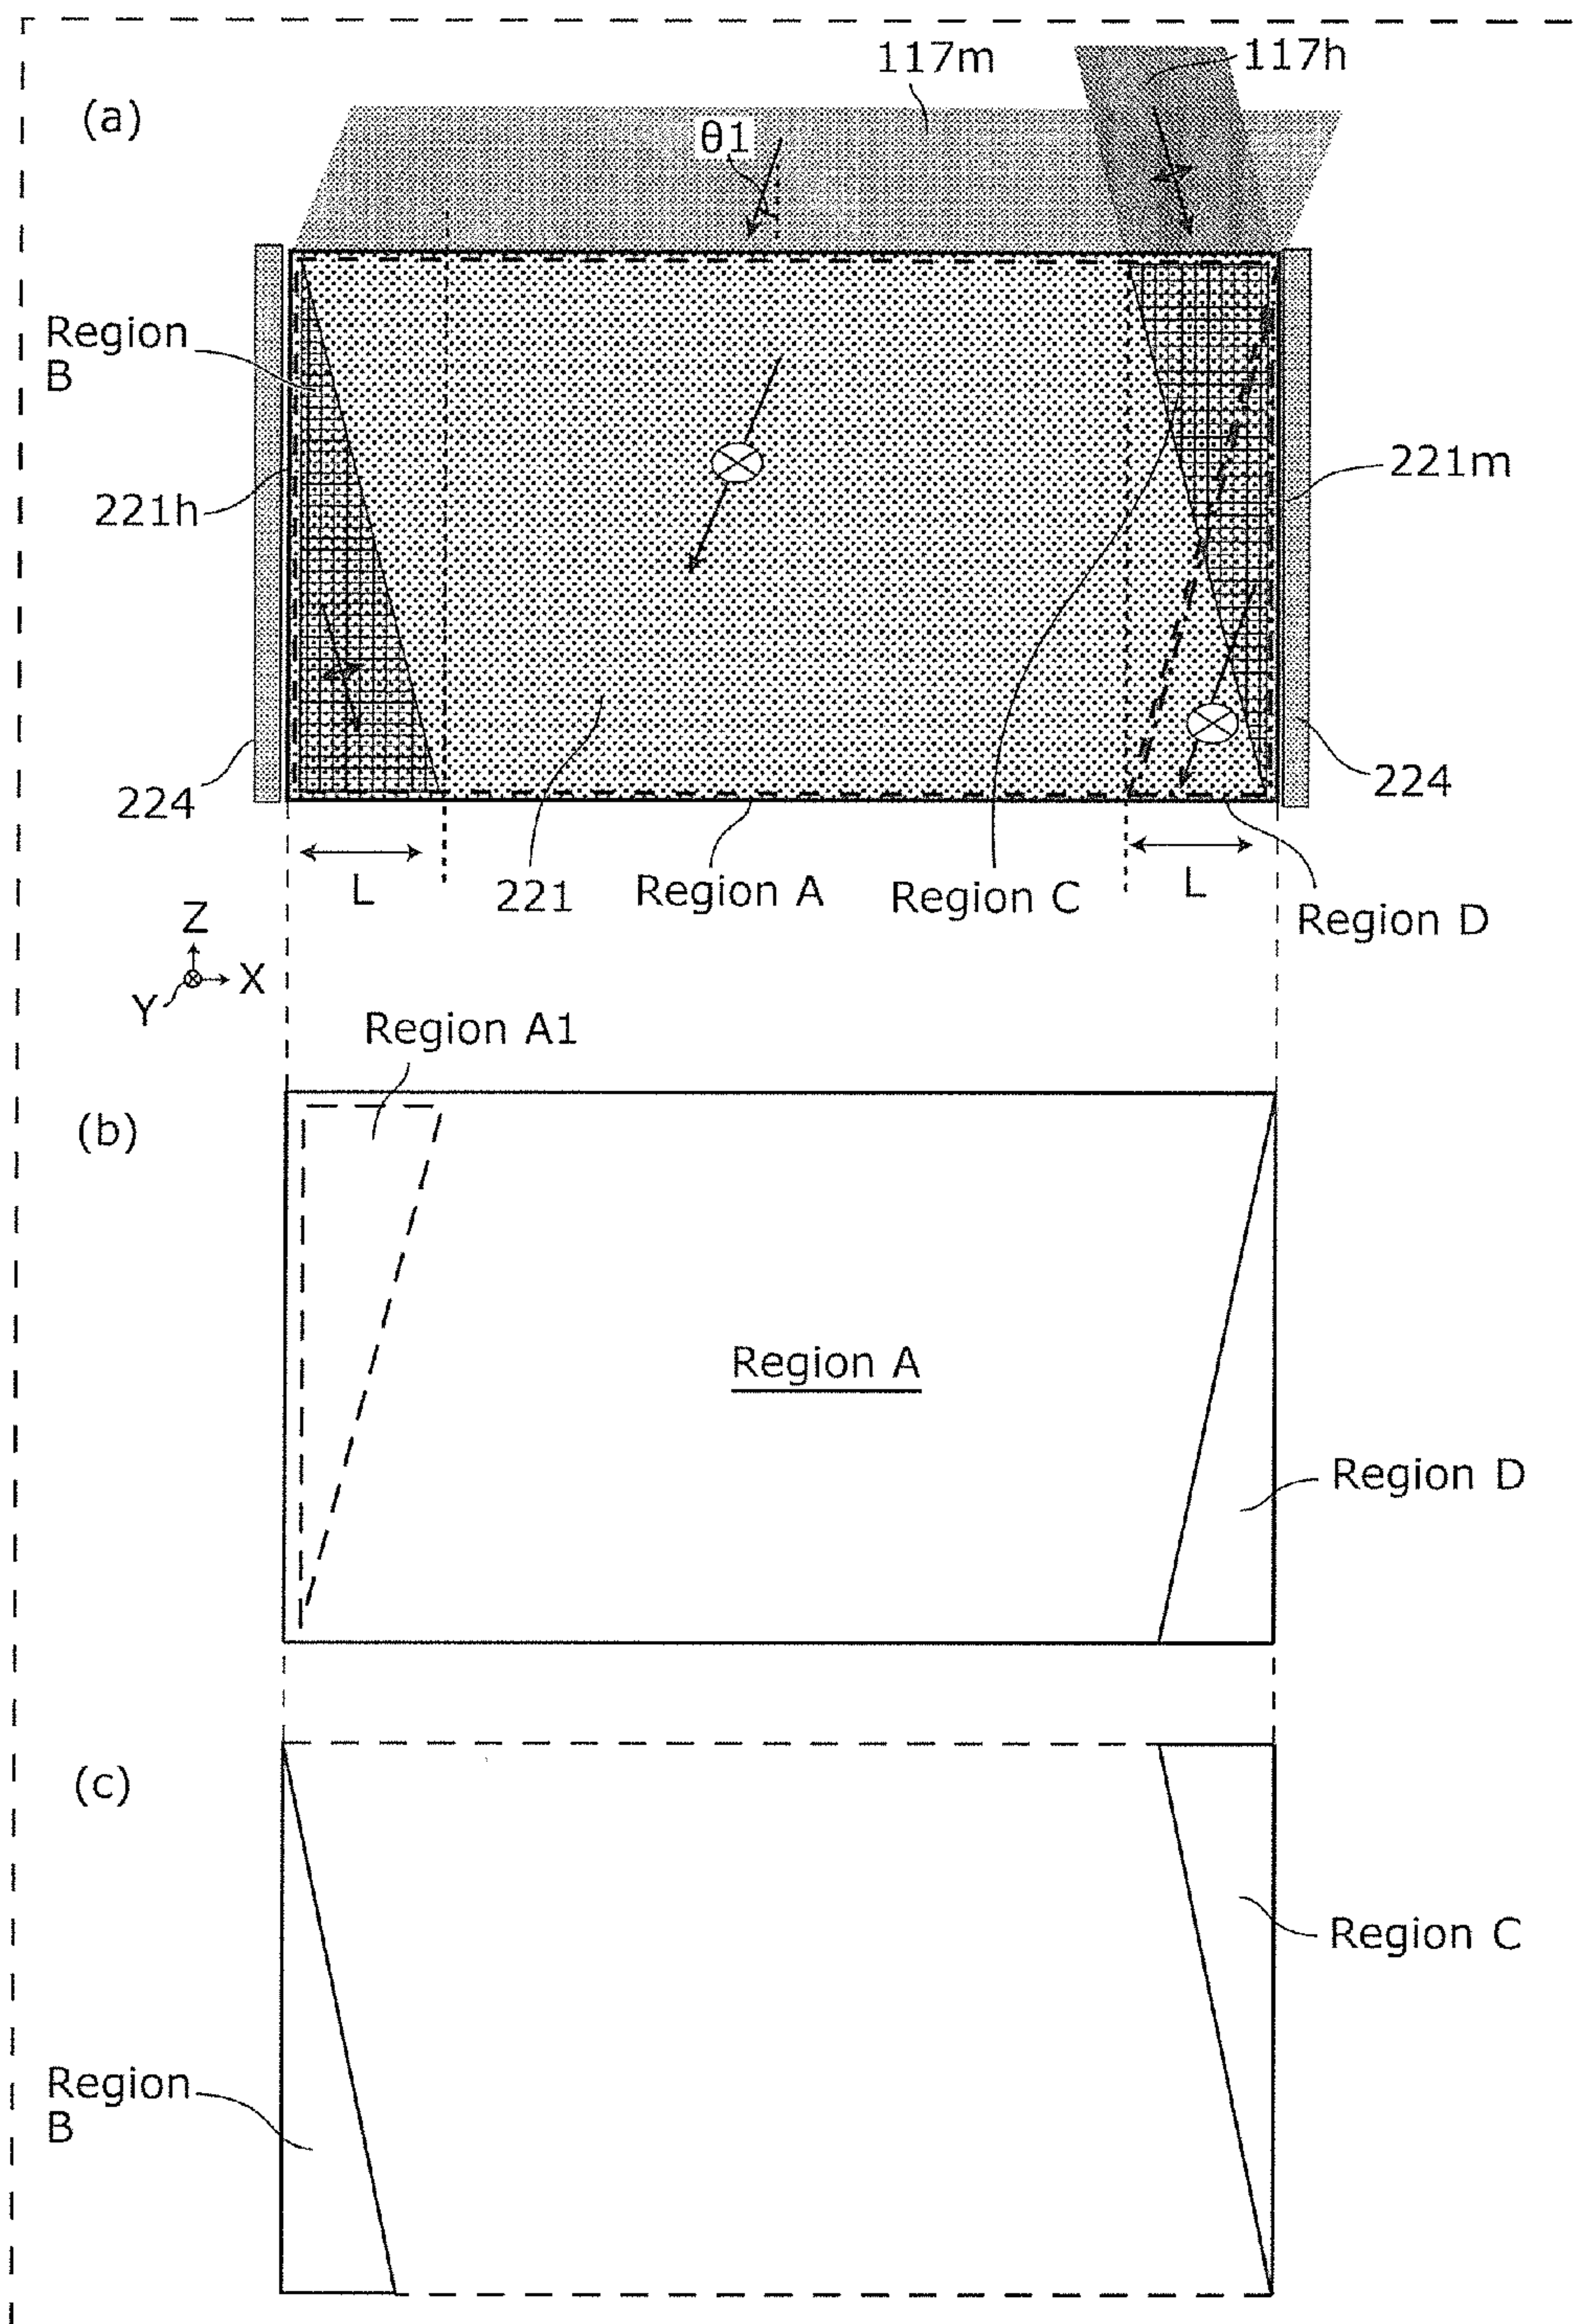 117m
117h
(a)
θ1
Region
B
221h
221m
224
224
L
221
Region A
Region C
L
Region D
Z
X
Y
Region A1
(b)
Region A
Region D
(c)
Region C
Region
B